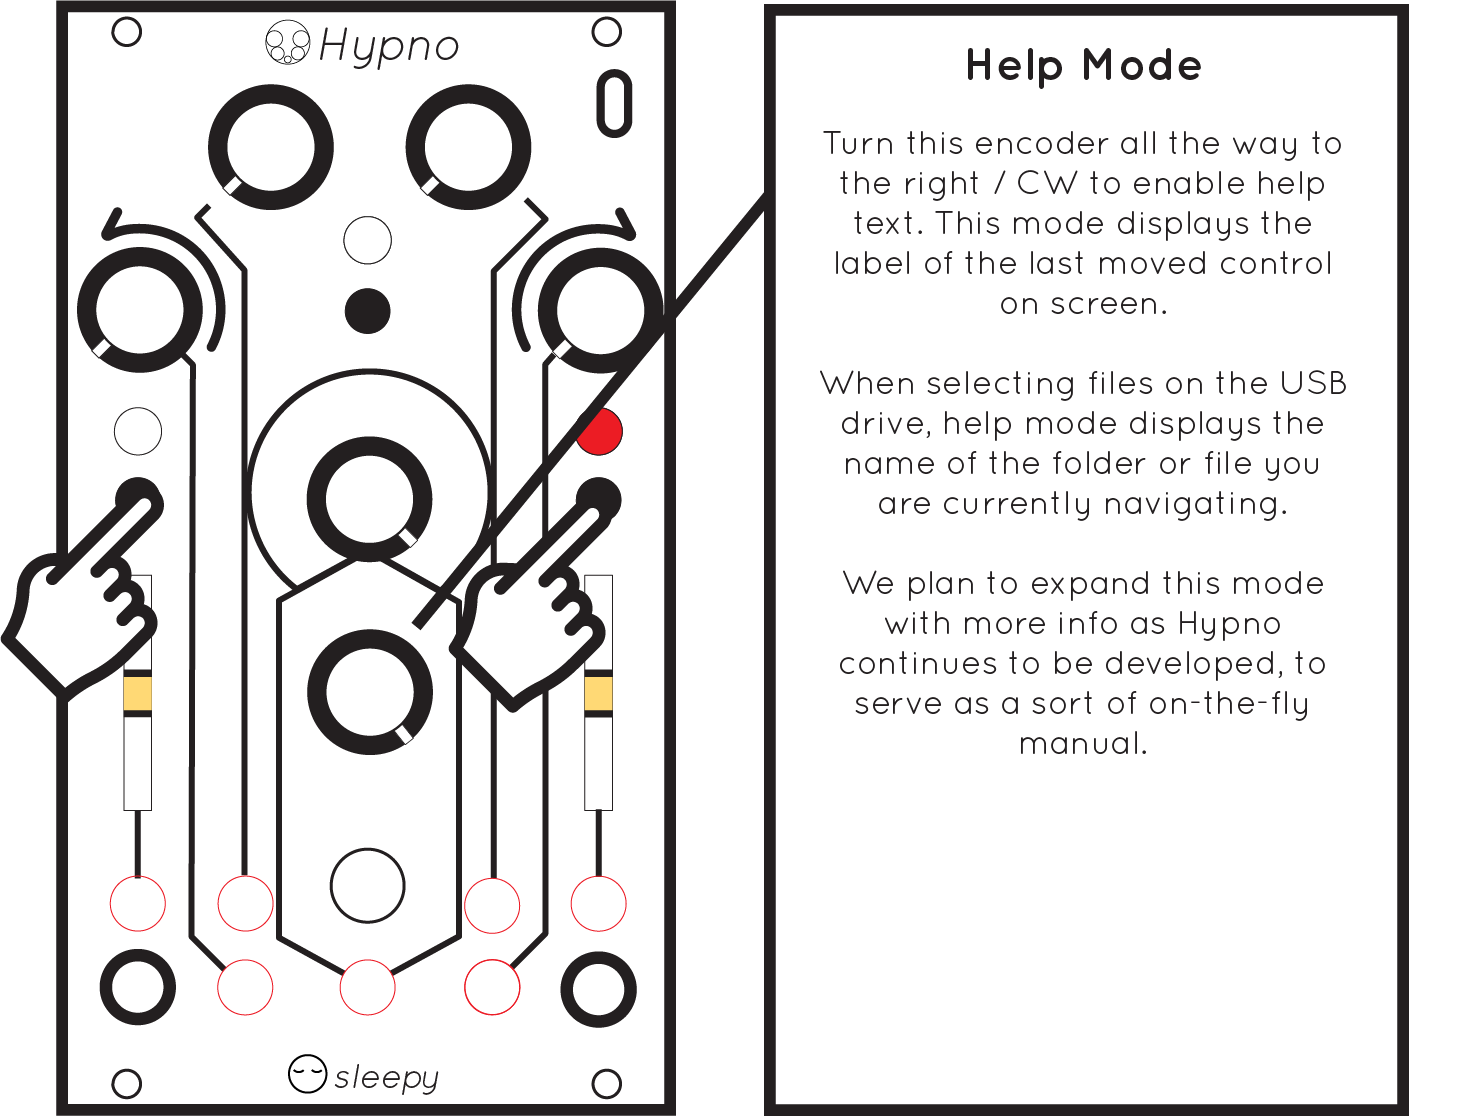 Hypno
Help Mode
Turn this encoder all the way to
the right / CW to enable help
text. This mode displays the
label of the last moved control
on screen.
When selecting files on the USB
drive, help mode displays the
name of the folder or file you
are currently navigating.
We plan to expand this mode
with more info as Hypno
continues to be developed, to
serve as a sort of on-the-fly
manual.
sleepy